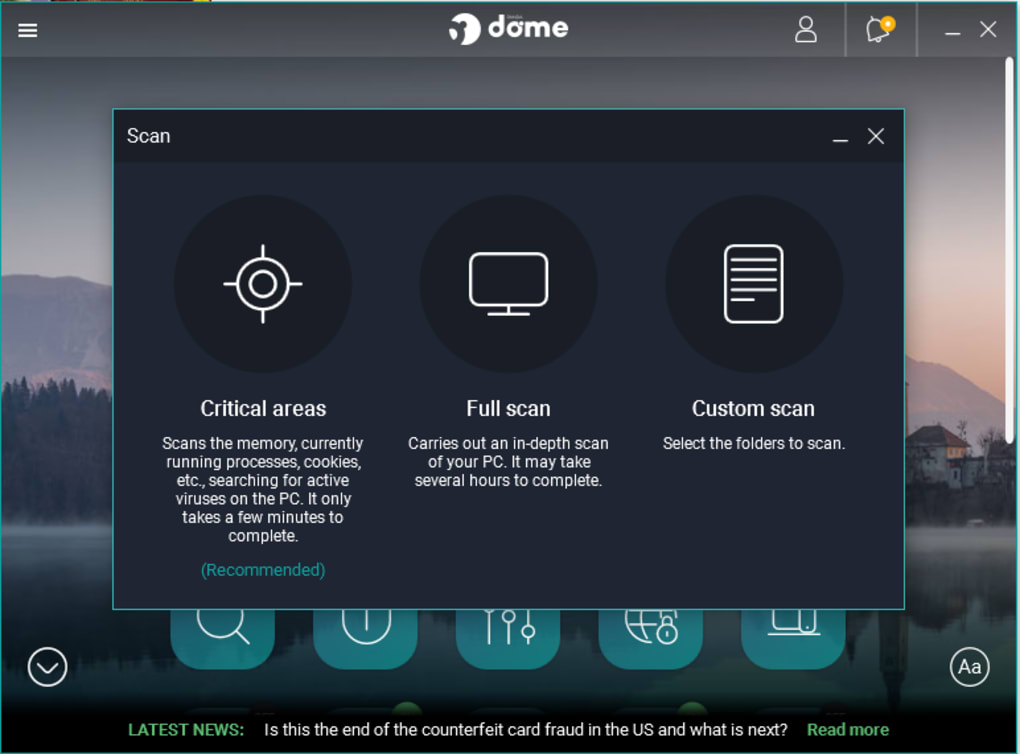 dome
Scan
Critical areas
Scans the memory, currently
running processes, cookies,
etc., searching for active
viruses on the PC. It only
takes a few minutes to
complete.
(Recommended)
Full scan
Carries out an in-depth scan
of your PC. It may take
several hours to complete.
Custom scan
Select the folders to scan.
Aa
LATEST NEWS: Is this the end of the counterfeit card fraud in the US and what is next? Read more